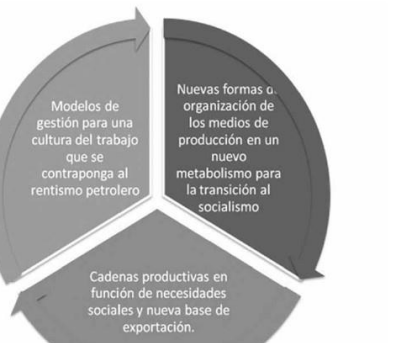 Modelos de
gestión para una
cultura del trabajo
que se
contraponga al
rentismo petrolero
Nuevas formas d
organización de
los medios de
producción en un
nuevo
metabolismo para
la transición al
socialismo
Cadenas productivas en
función de necesidades
sociales y nueva base de
exportación.